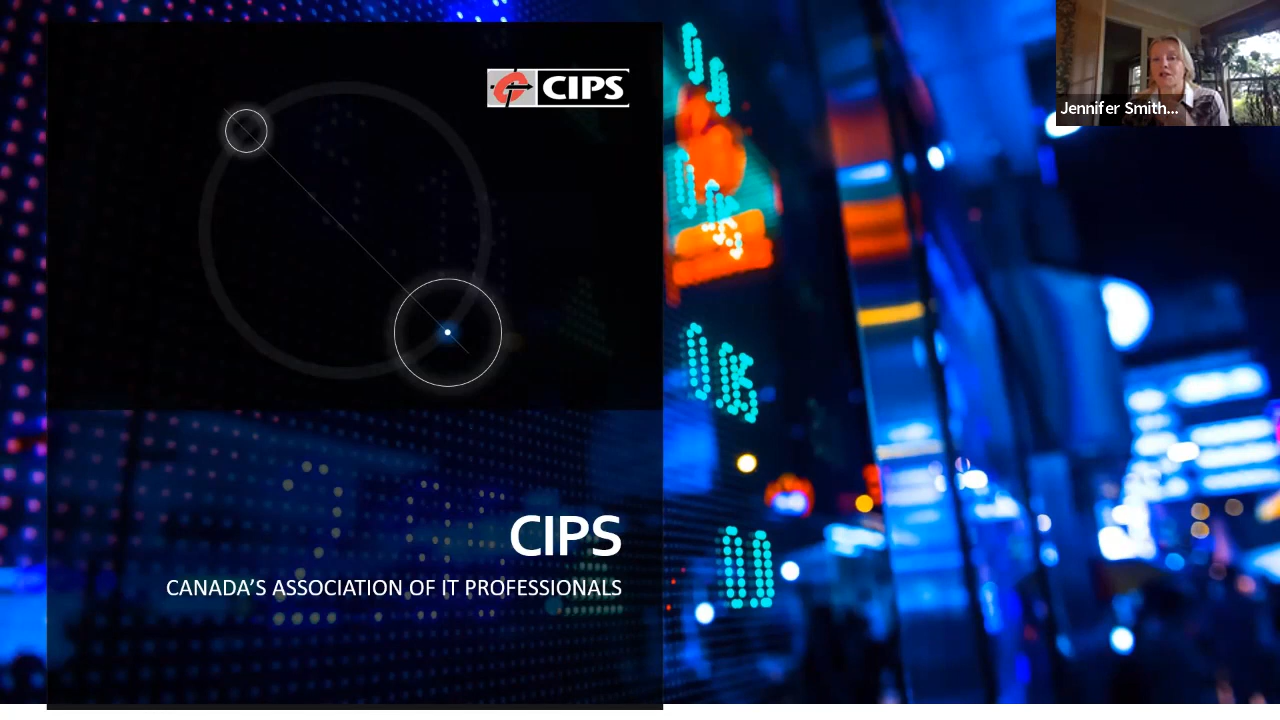 CIPS
Jennifer Smith...
CIPS
CANADA’S ASSOCIATION OF IT PROFESSIONALS